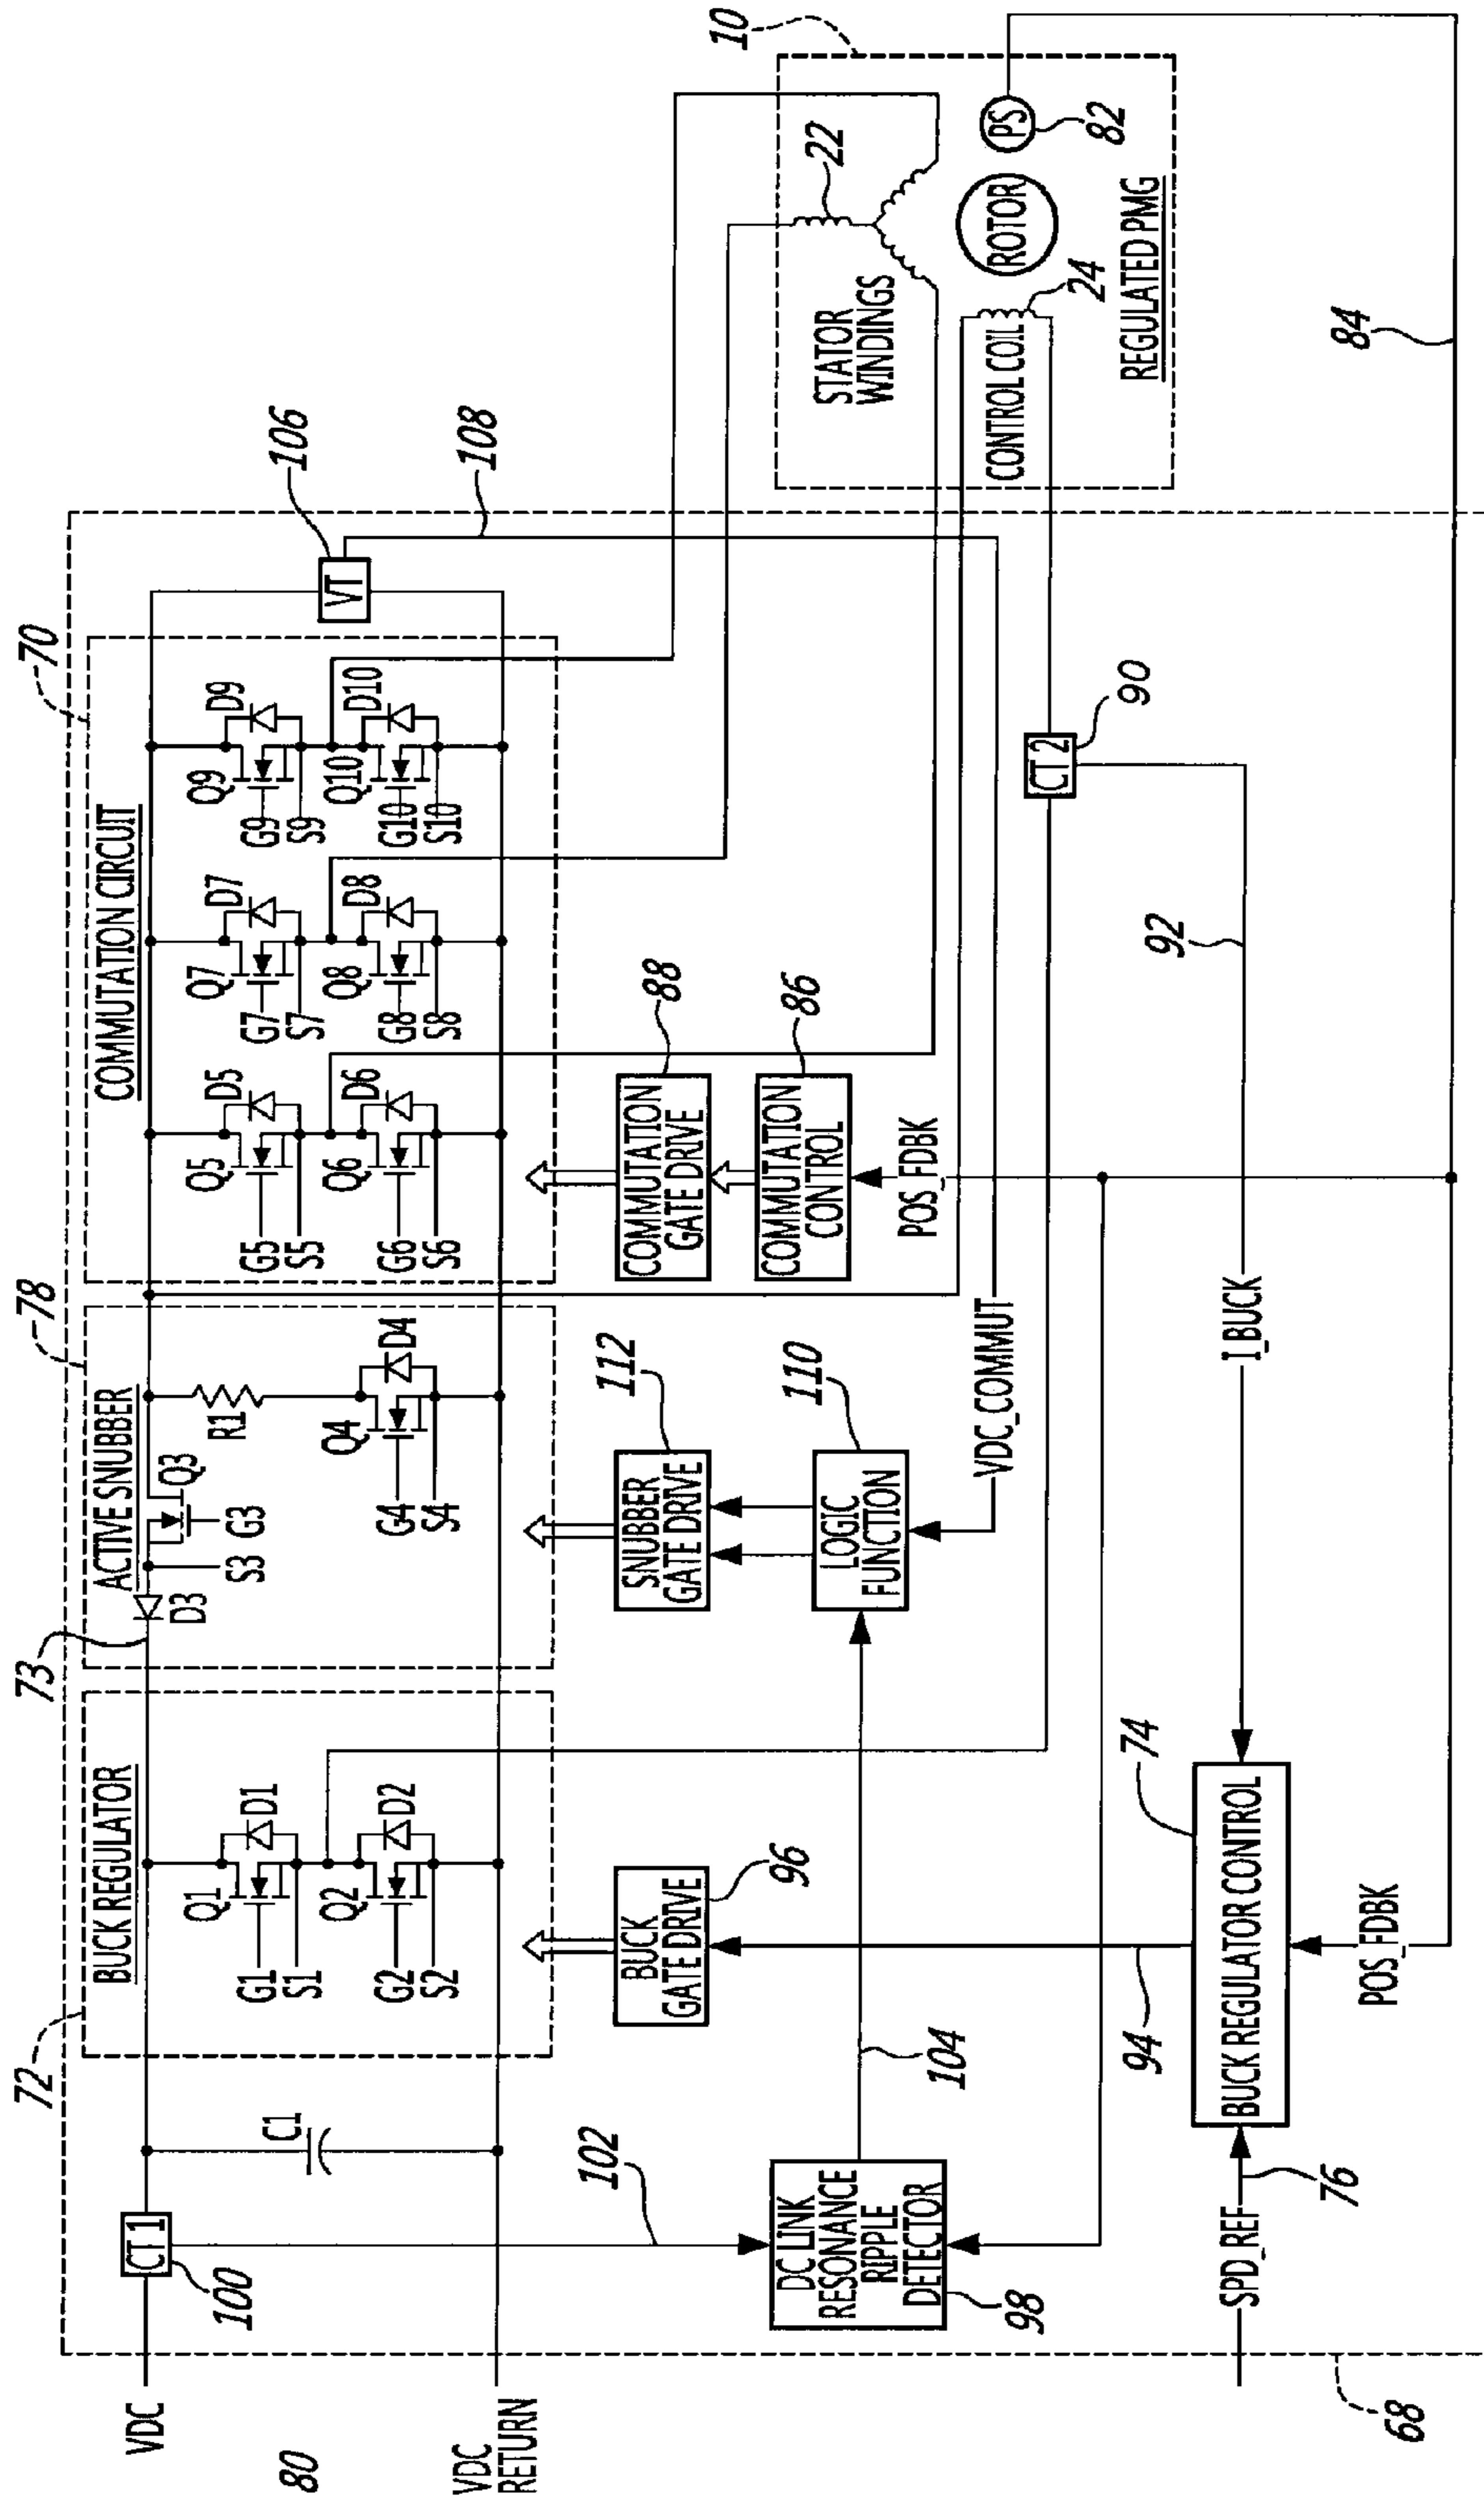 VDC
80
VDC
RETURN
CT1
100
C1
102
72
BUCK REGULATOR
Q1
D1
G1
S1
Q2
D2
G2
S2
73
78
ACTIVE SNUBBER
D3
S3
G3
Q3
R1
Q4
D4
G4
S4
70
COMMUTATION CIRCUIT
Q5
D5
G5
S5
Q6
D6
G6
S6
Q7
D7
G7
S7
Q8
D8
G8
S8
Q9
D9
G9
S9
Q10
D10
G10
S10
VT
106
108
10
22
STATOR
WINDINGS
CONTROL COIL
24
ROTOR
PS
82
REGULATED PMG
84
BUCK
GATE DRIVE
96
SNUBBER
GATE DRIVE
112
LOGIC
FUNCTION
110
COMMUTATION
GATE DRIVE
88
COMMUTATION
CONTROL
86
POS_FDBK
VDC_COMMUT
CT2
90
92
I_BUCK
DC LINK
RESONANCE
RIPPLE
DETECTOR
98
104
94
74
BUCK REGULATOR CONTROL
SPD_REF
76
POS_FDBK
68